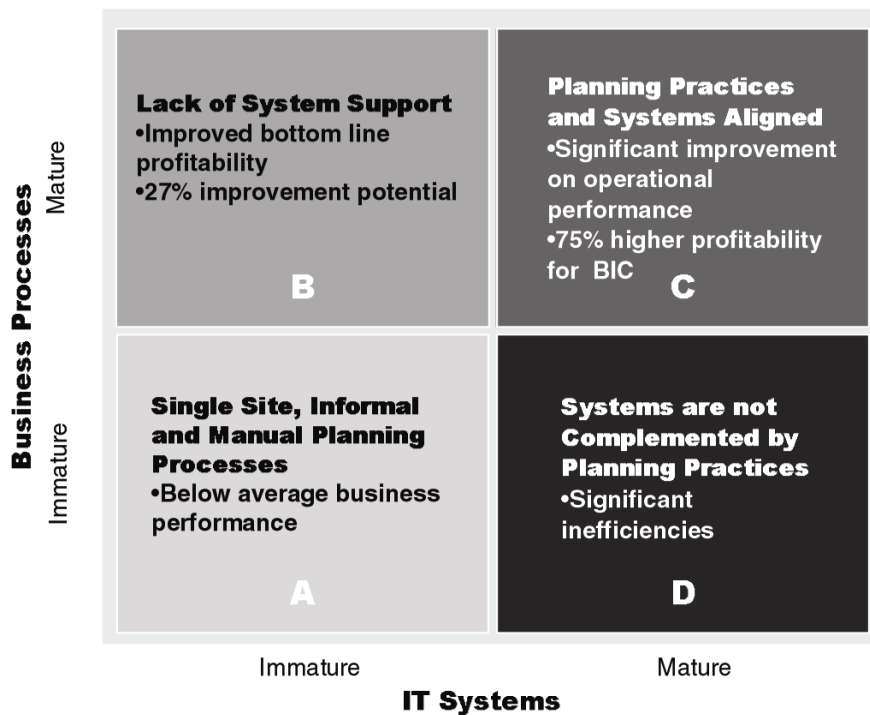 Business Processes
Mature
Immature
Lack of System Support
•Improved bottom line
profitability
•27% improvement potential
B
Planning Practices
and Systems Aligned
•Significant improvement
on operational
performance
•75% higher profitability
for BIC
C
Single Site, Informal
and Manual Planning
Processes
•Below average business
performance
A
Systems are not
Complemented by
Planning Practices
•Significant
inefficiencies
D
Immature
Mature
IT Systems